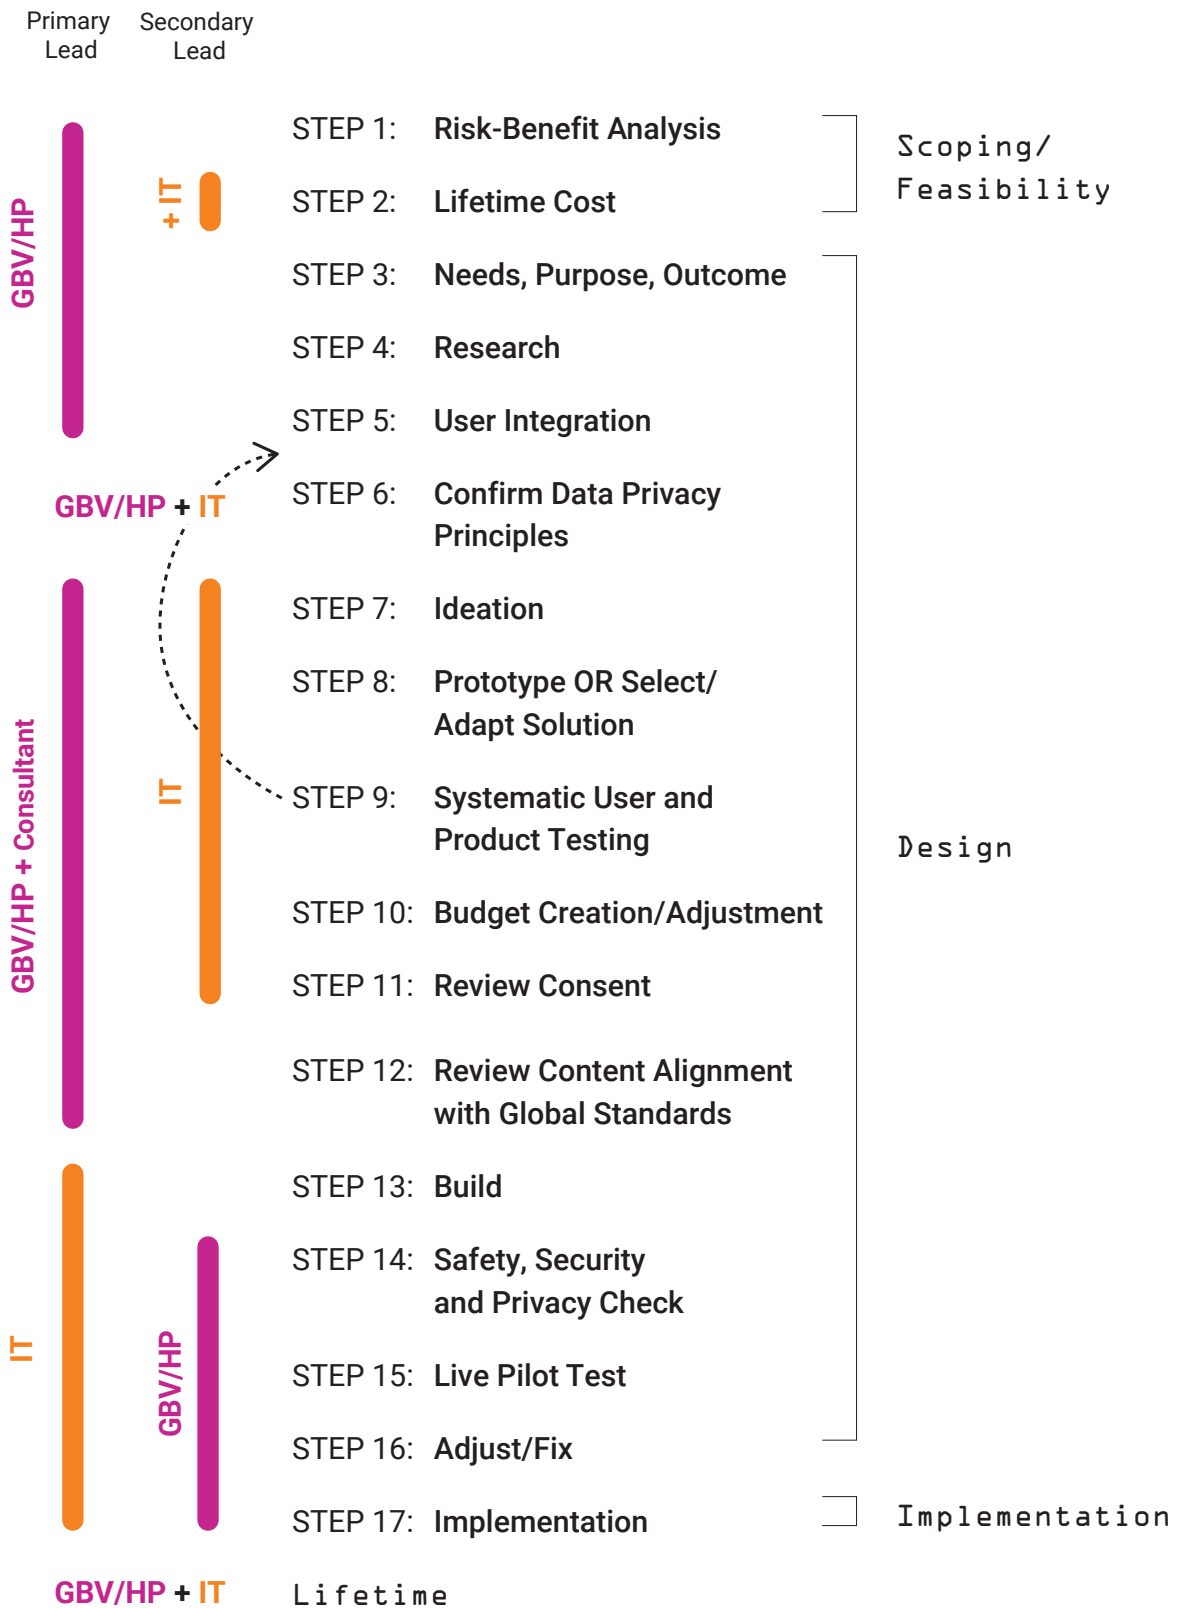 Primary Lead
Secondary Lead
GBV/HP
+ IT
STEP 1: Risk-Benefit Analysis
STEP 2: Lifetime Cost
Scoping/
Feasibility
STEP 3: Needs, Purpose, Outcome
STEP 4: Research
STEP 5: User Integration
GBV/HP + IT
STEP 6: Confirm Data Privacy
Principles
GBV/HP + Consultant
IT
STEP 7: Ideation
STEP 8: Prototype OR Select/
Adapt Solution
STEP 9: Systematic User and
Product Testing
Design
STEP 10: Budget Creation/Adjustment
STEP 11: Review Consent
STEP 12: Review Content Alignment
with Global Standards
IT
GBV/HP
STEP 13: Build
STEP 14: Safety, Security
and Privacy Check
STEP 15: Live Pilot Test
STEP 16: Adjust/Fix
STEP 17: Implementation
Implementation
GBV/HP + IT
Lifetime